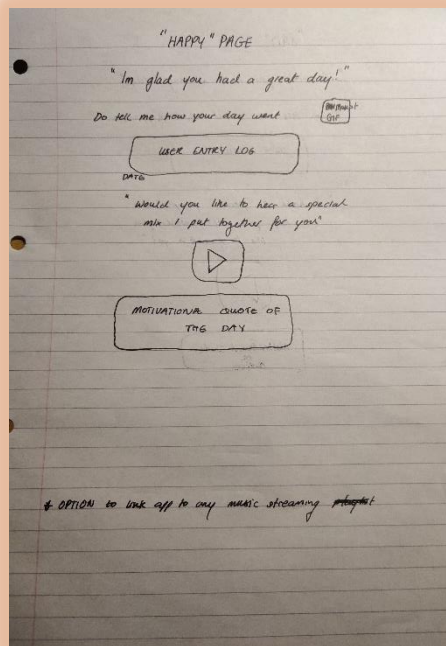 "HAPPY" PAGE
"Im glad you had a great day!"
Do tell me how your day went
GIF
USER ENTRY LOG
DATE
"Would you like to hear a special
mix I put together for you"
MOTIVATIONAL QUOTE OF
THE DAY
OPTION to link app to any music streaming